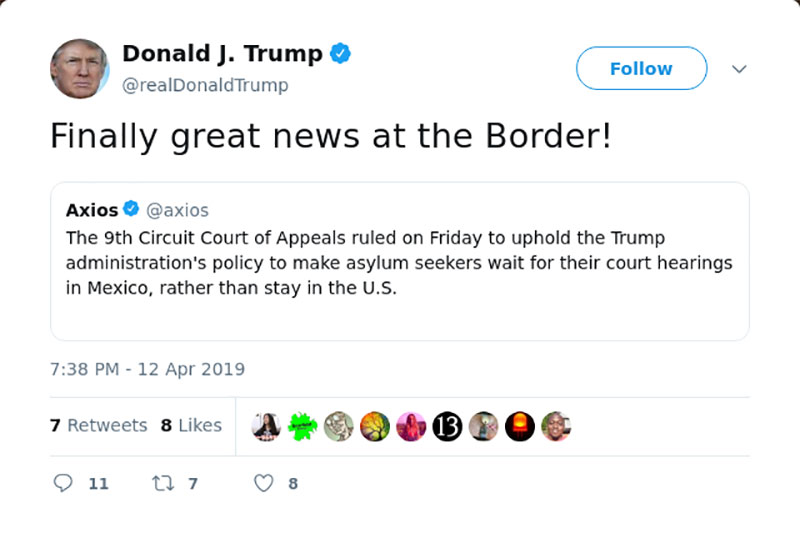 Donald J. Trump
@realDonaldTrump
Follow
Finally great news at the Border!
Axios @axios
The 9th Circuit Court of Appeals ruled on Friday to uphold the Trump
administration's policy to make asylum seekers wait for their court hearings
in Mexico, rather than stay in the U.S.
7:38 PM - 12 Apr 2019
7 Retweets 8 Likes
13
11 7 8